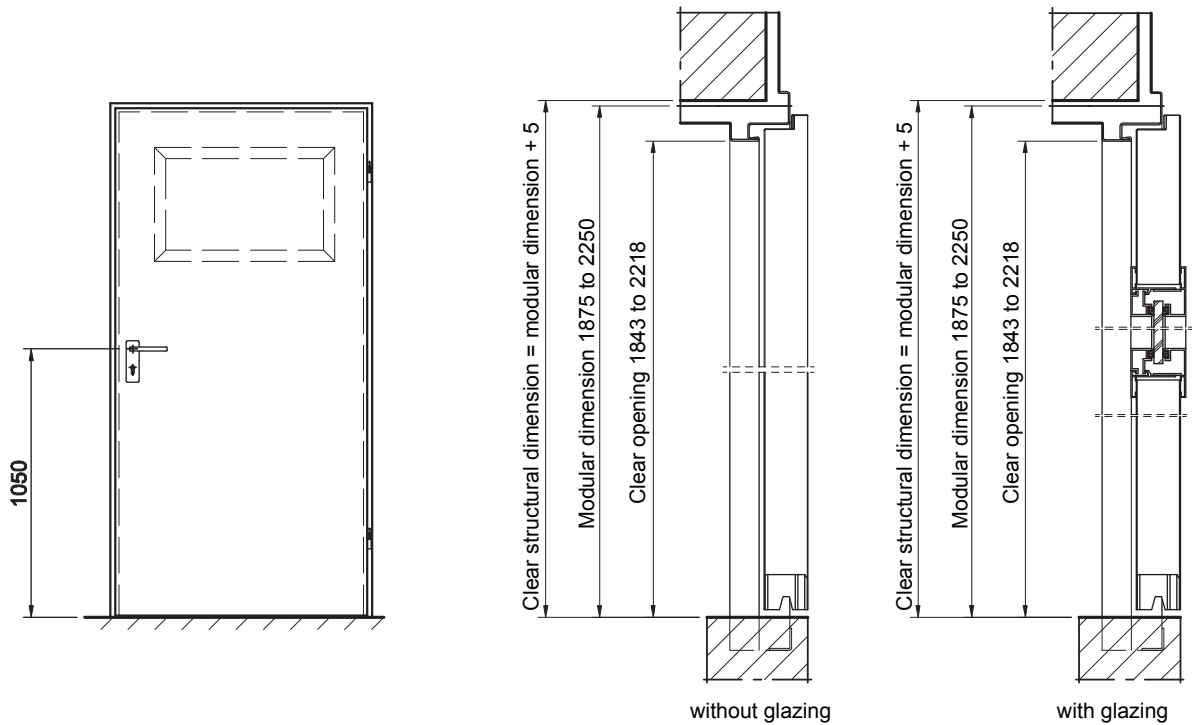 1050
Clear structural dimension = modular dimension + 5
Modular dimension 1875 to 2250
Clear opening 1843 to 2218
without glazing
Clear structural dimension = modular dimension + 5
Modular dimension 1875 to 2250
Clear opening 1843 to 2218
with glazing